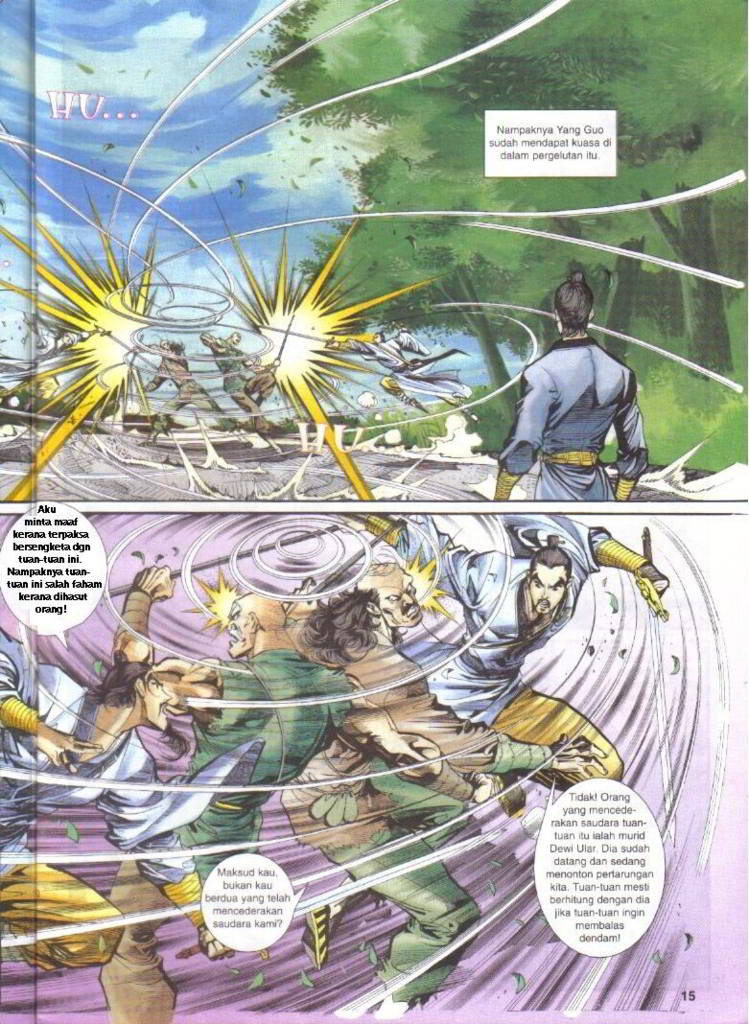 HU...
Nampaknya Yang Guo
sudah mendapat kuasa di
dalam pergelutan itu.
HU...
Aku
minta maaf
kerana terpaksa
bersengketa dgn
tuan-tuan ini.
Nampaknya tuan-
tuan ini salah faham
kerana dihasut
orang!
Maksud kau,
bukan kau
berdua yang telah
mencederakan
saudara kami?
Tidak! Orang
yang mencede-
rakan saudara tuan-
tuan itu ialah murid
Dewi Ular. Dia sudah
datang dan sedang
menonton pertarungan
kita. Tuan-tuan mesti
berhitung dengan dia
jika tuan-tuan ingin
membalas
dendam!
15